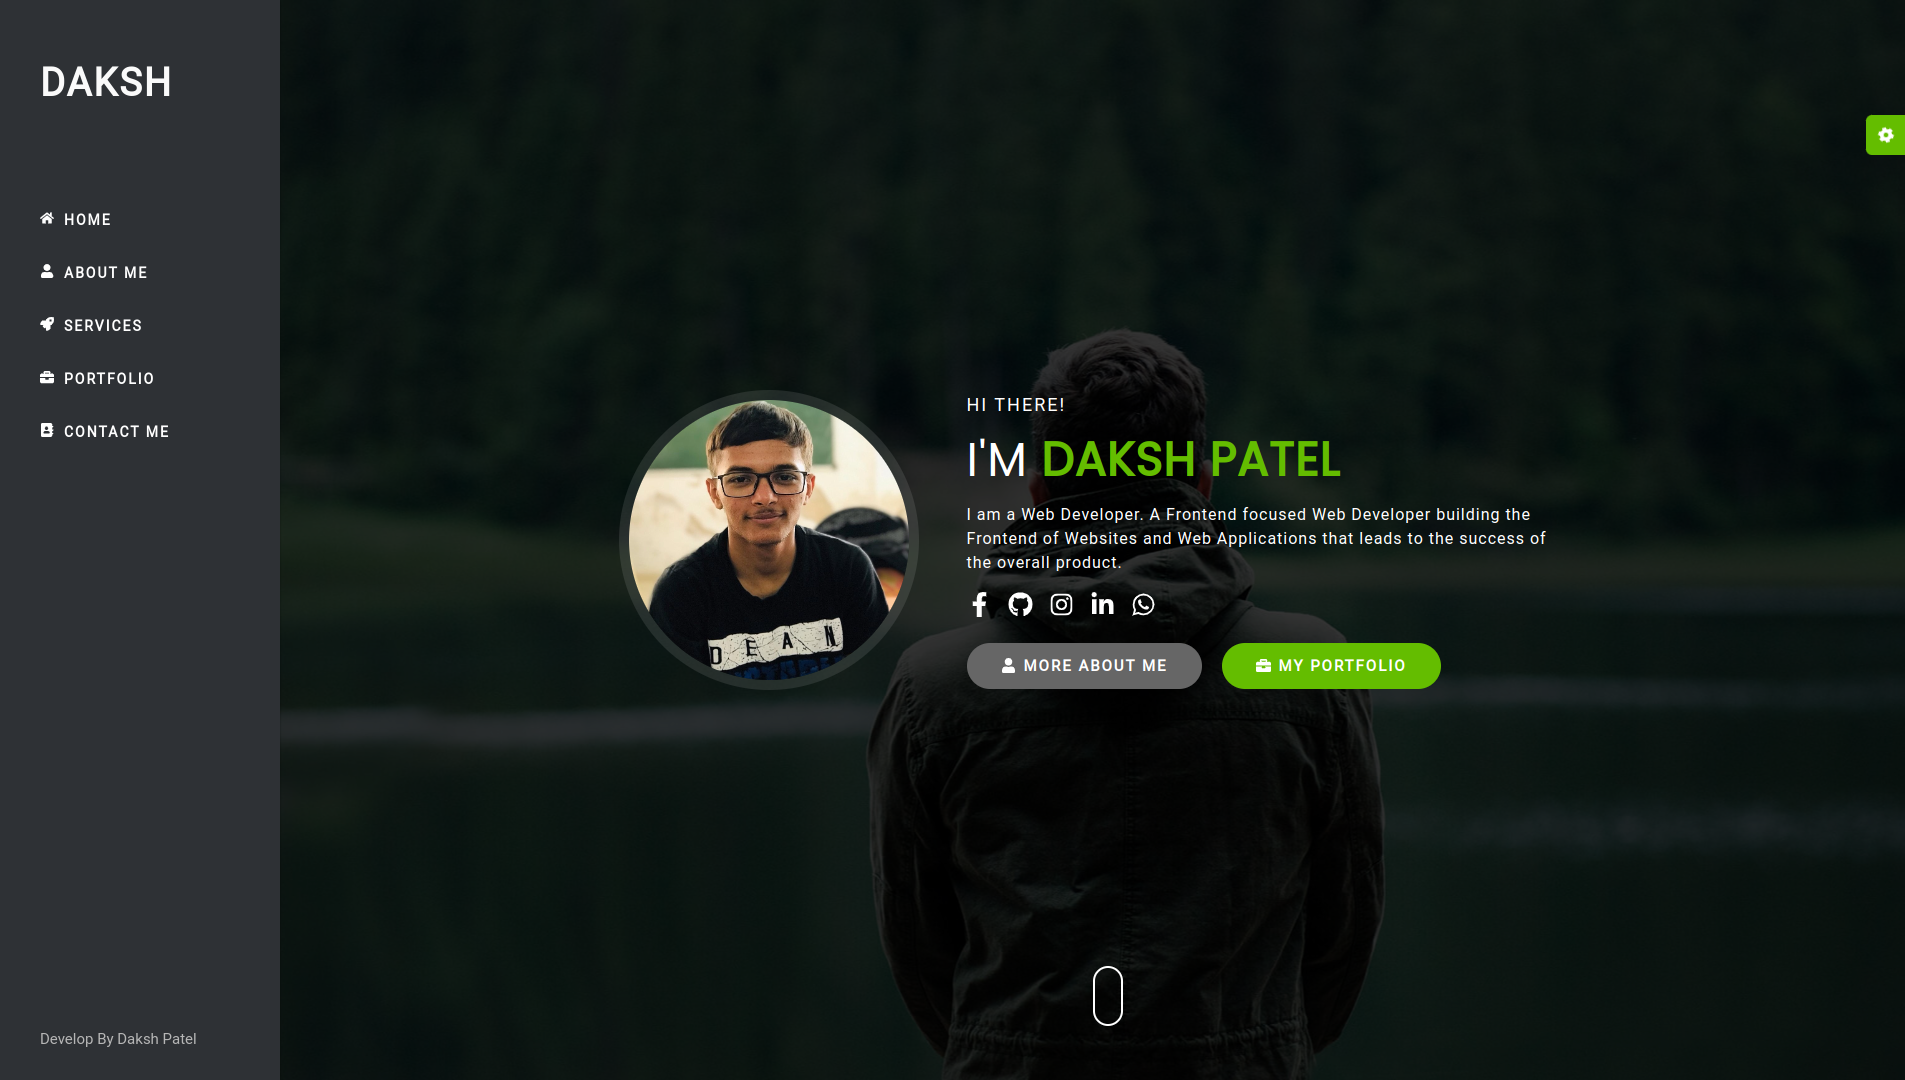 DAKSH
HOME
ABOUT ME
SERVICES
PORTFOLIO
CONTACT ME
HI THERE!
I'M DAKSH PATEL
I am a Web Developer. A Frontend focused Web Developer building the
Frontend of Websites and Web Applications that leads to the success of
the overall product.
MORE ABOUT ME
MY PORTFOLIO
DEAN
Develop By Daksh Patel